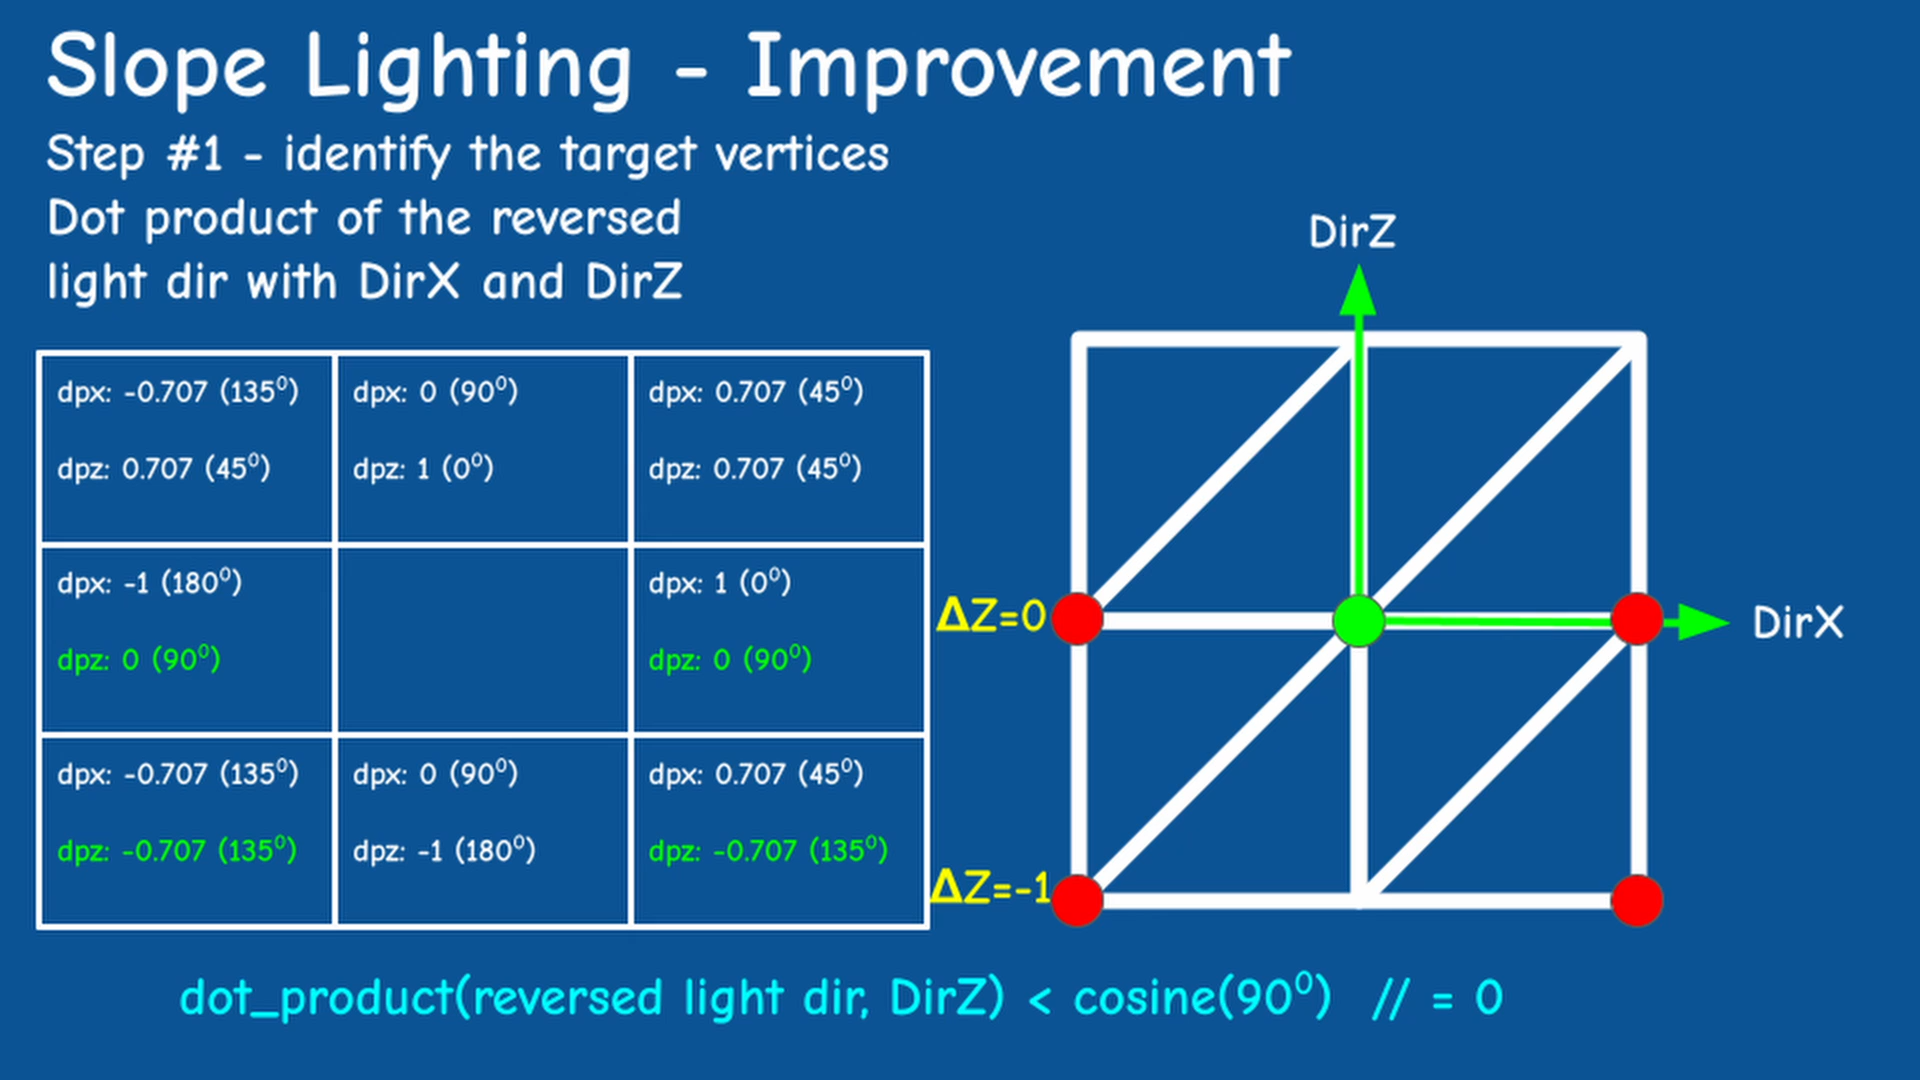 Slope Lighting - Improvement
Step #1 - identify the target vertices
Dot product of the reversed
light dir with DirX and DirZ
dpx: -0.707 (135⁰)
dpz: 0.707 (45⁰)
dpx: 0 (90⁰)
dpz: 1 (0⁰)
dpx: 0.707 (45⁰)
dpz: 0.707 (45⁰)
dpx: -1 (180⁰)
dpz: 0 (90⁰)
dpx: 1 (0⁰)
dpz: 0 (90⁰)
dpx: -0.707 (135⁰)
dpz: -0.707 (135⁰)
dpx: 0 (90⁰)
dpz: -1 (180⁰)
dpx: 0.707 (45⁰)
dpz: -0.707 (135⁰)
DirZ
ΔZ=0
DirX
ΔZ=-1
dot_product(reversed light dir, DirZ) < cosine(90⁰) // = 0